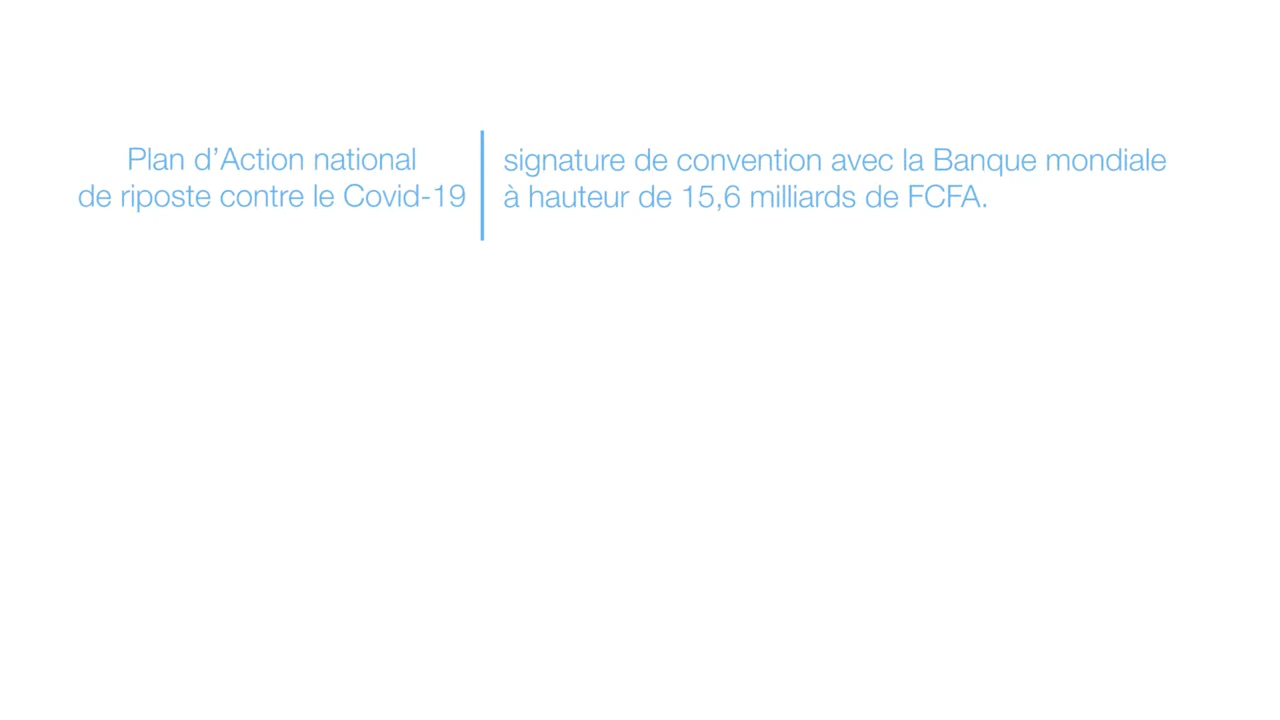 Plan d’Action national
de riposte contre le Covid-19
signature de convention avec la Banque mondiale
à hauteur de 15,6 milliards de FCFA.